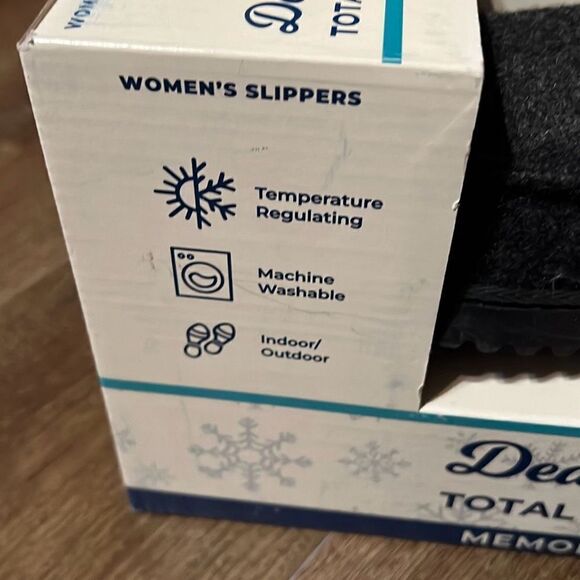 WOMEN'S SLIPPERS
Temperature
Regulating
Machine
Washable
Indoor/
Outdoor
TOTAL